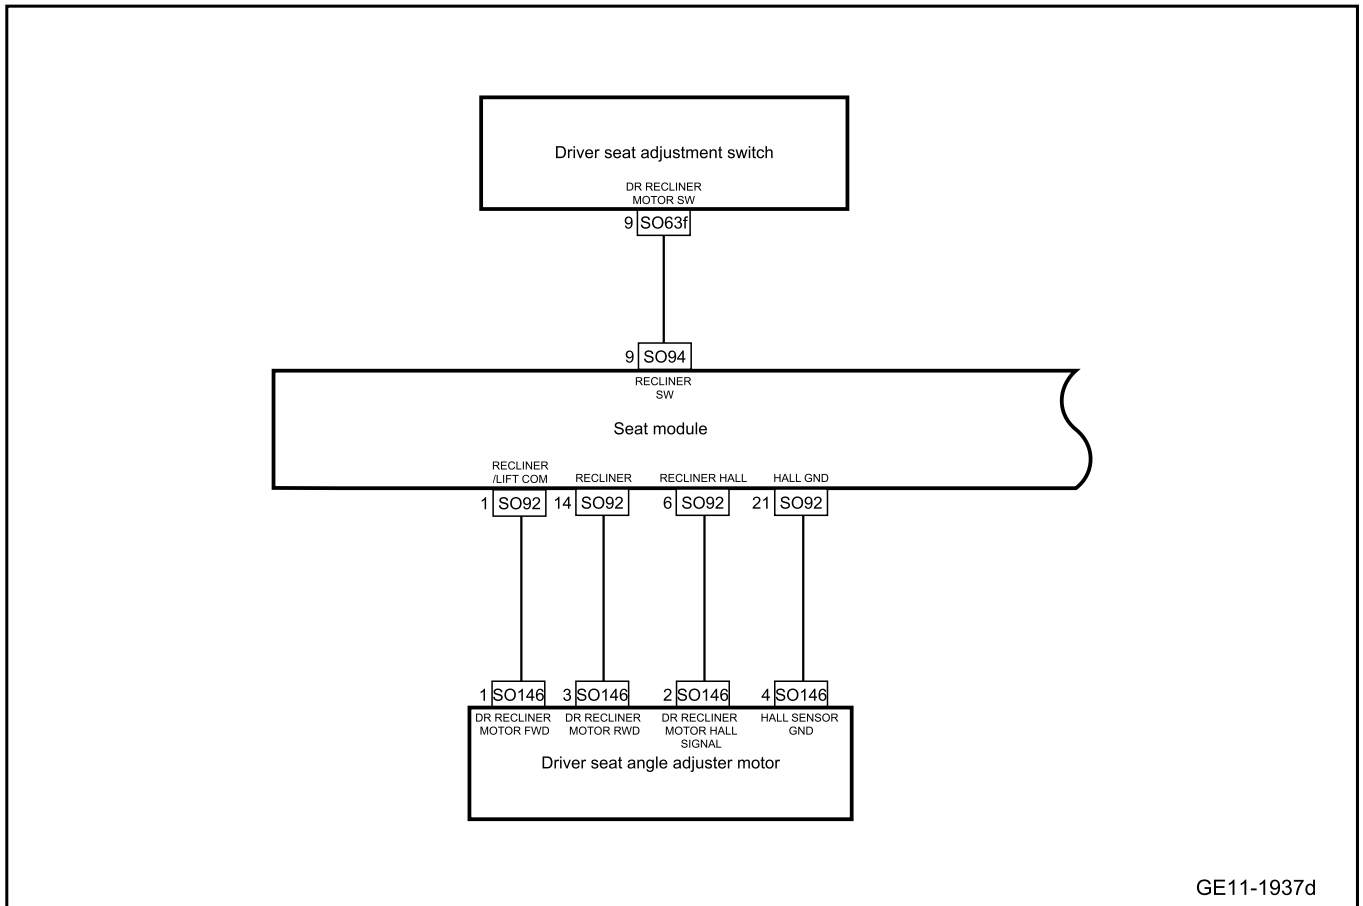 Driver seat adjustment switch
DR RECLINER
MOTOR SW
9 SO63f
9 SO94
RECLINER
SW
Seat module
RECLINER
/LIFT COM
RECLINER
RECLINER HALL
HALL GND
1 SO92
14 SO92
6 SO92
21 SO92
1 SO146
3 SO146
2 SO146
4 SO146
DR RECLINER
MOTOR FWD
DR RECLINER
MOTOR RWD
DR RECLINER
MOTOR HALL
SIGNAL
HALL SENSOR
GND
Driver seat angle adjuster motor
GE11-1937d